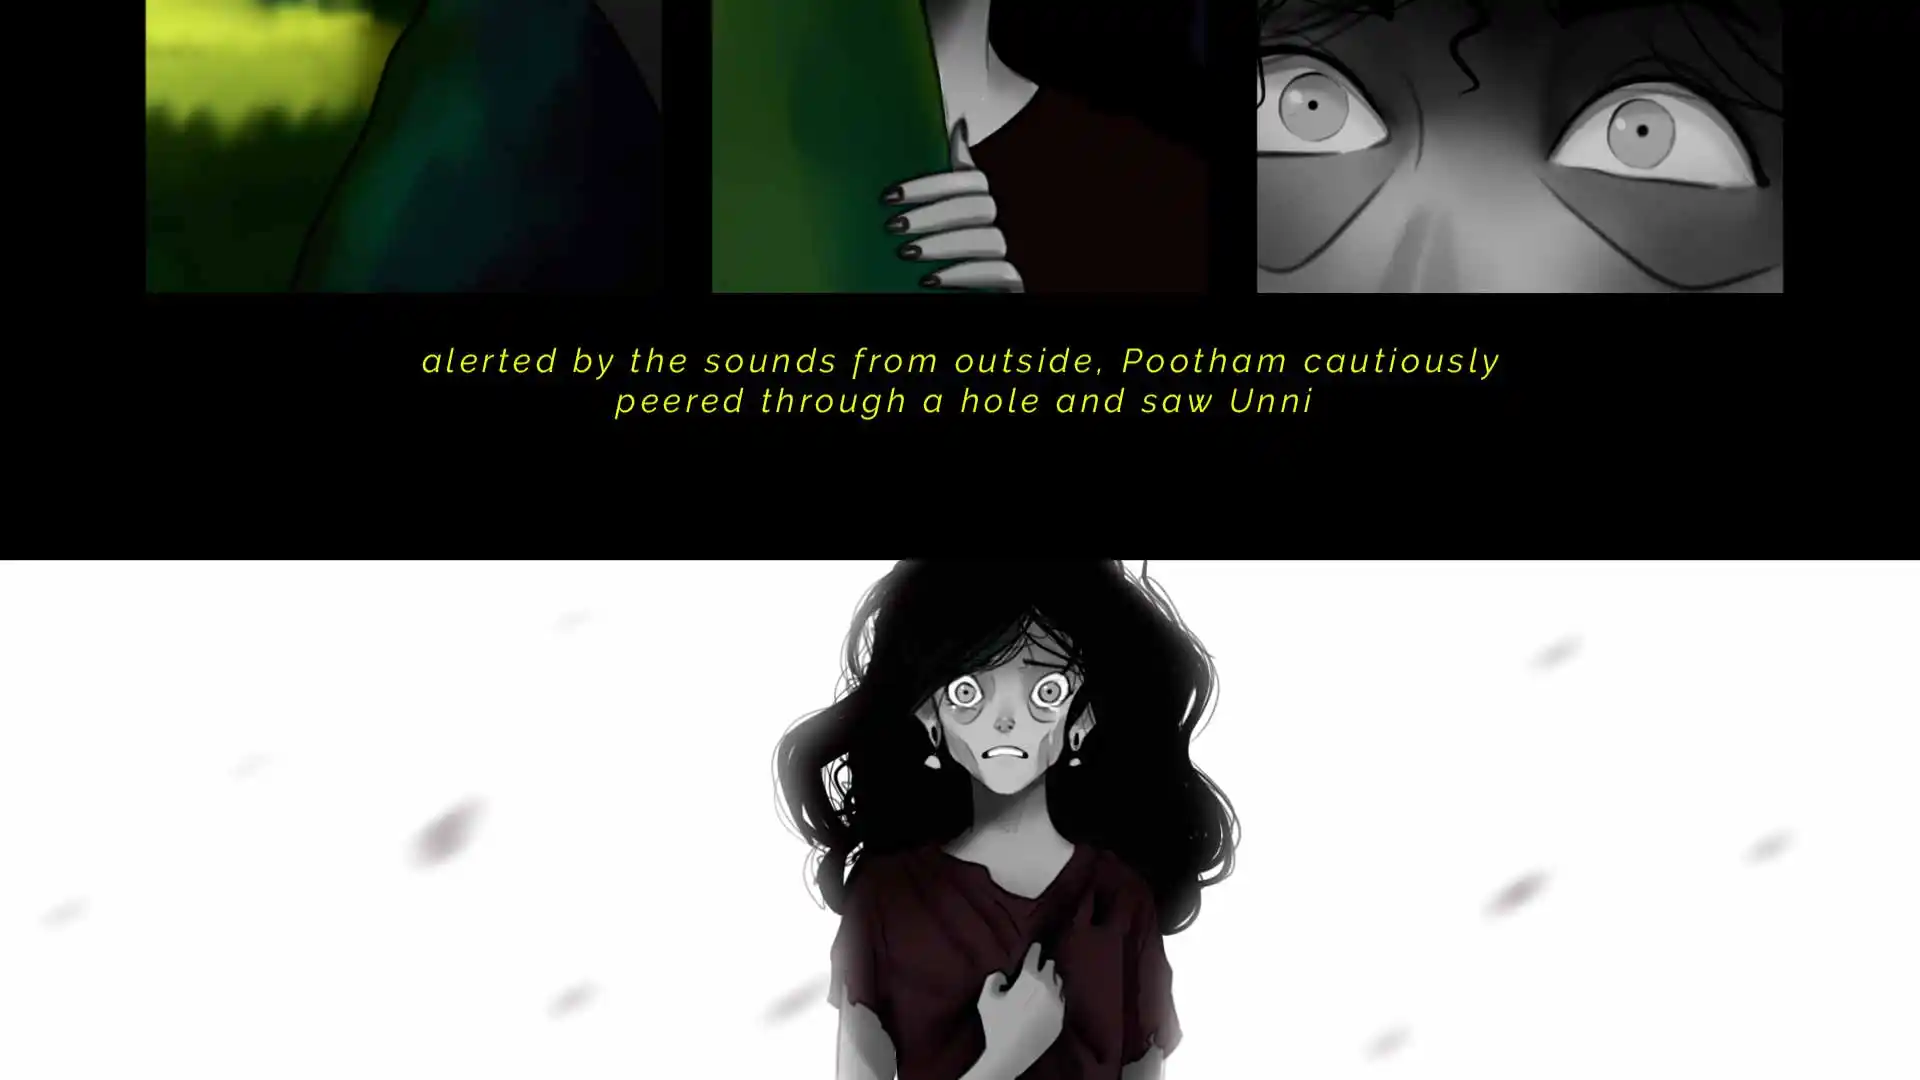 alerted by the sounds from outside, Pootham cautiously
peered through a hole and saw Unni